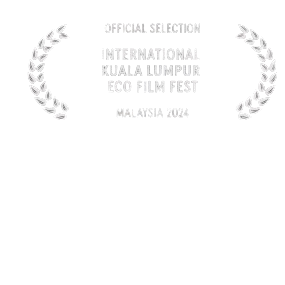 OFFICIAL SELECTION
INTERNATIONAL
KUALA LUMPUR
ECO FILM FEST
MALAYSIA 2024